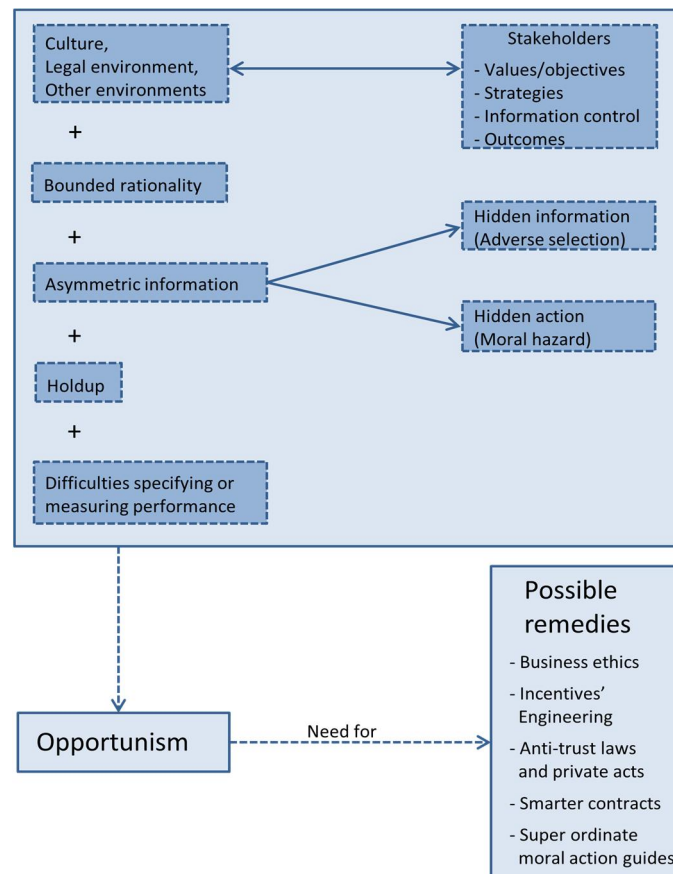 Culture,
Legal environment,
Other environments
Stakeholders
- Values/objectives
- Strategies
- Information control
- Outcomes
+
Bounded rationality
+
Hidden information
(Adverse selection)
Asymmetric information
Hidden action
(Moral hazard)
+
Holdup
+
Difficulties specifying or
measuring performance
Opportunism
Need for
Possible
remedies
- Business ethics
- Incentives’
Engineering
- Anti-trust laws
and private acts
- Smarter contracts
- Super ordinate
moral action guides